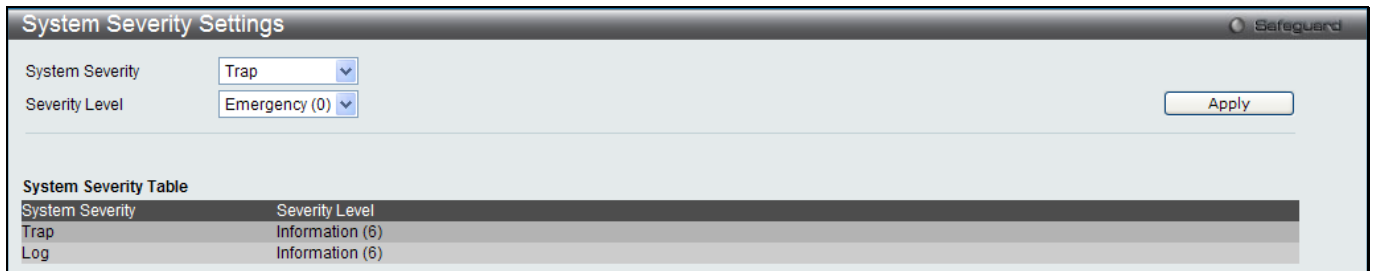 System Severity Settings
Safeguard
System Severity Trap
Severity Level Emergency (0)
Apply
System Severity Table
System Severity Severity Level
Trap Information (6)
Log Information (6)